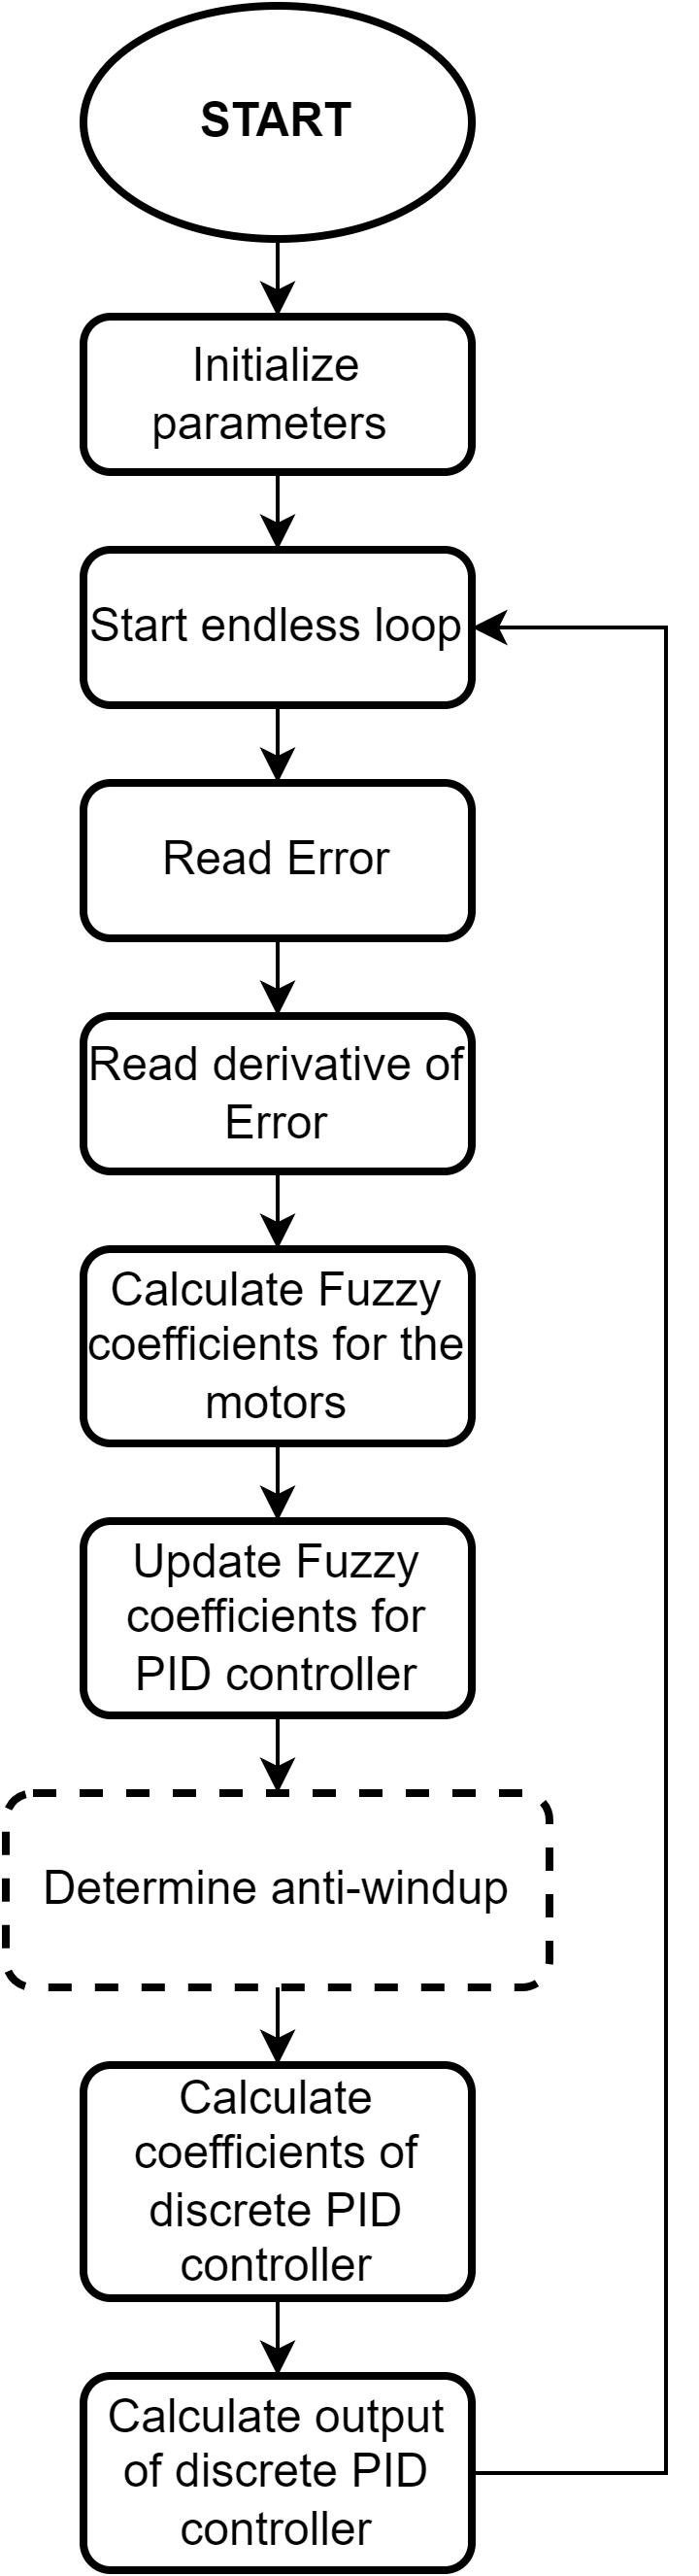 START
Initialize
parameters
Start endless loop
Read Error
Read derivative of
Error
Calculate Fuzzy
coefficients for the
motors
Update Fuzzy
coefficients for
PID controller
Determine anti-windup
Calculate
coefficients of
discrete PID
controller
Calculate output
of discrete PID
controller